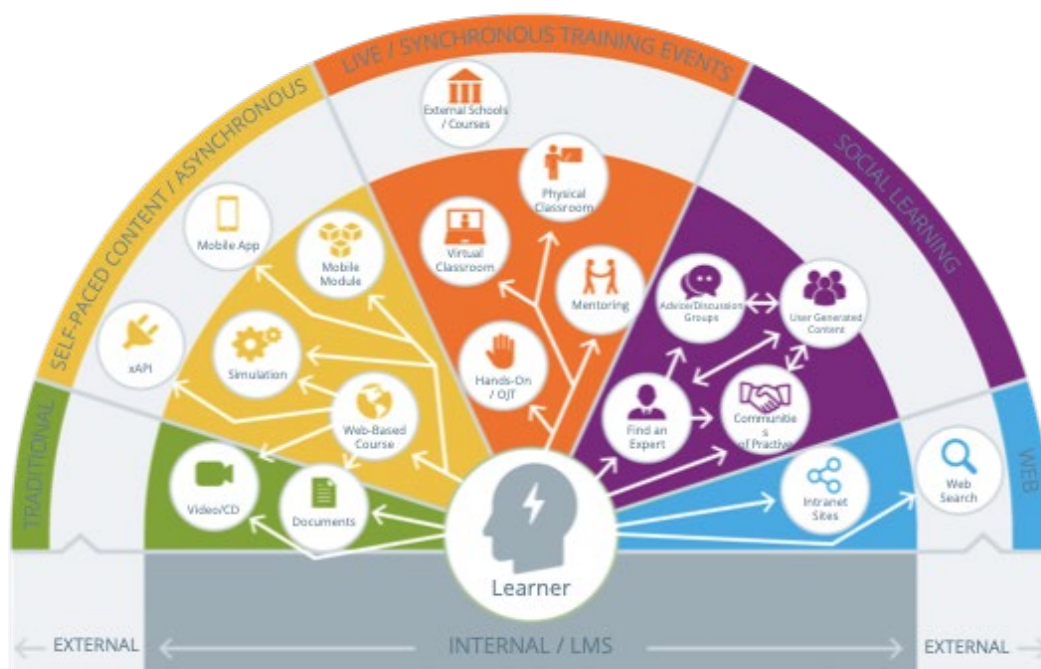 LIVE / SYNCHRONOUS TRAINING EVENTS
SELF-PACED CONTENT / ASYNCHRONOUS
SOCIAL LEARNING
TRADITIONAL
WEB
External Schools
/ Courses
Physical
Classroom
Virtual
Classroom
Mentoring
Hands-On
/ OJT
Mobile App
Mobile
Module
xAPI
Simulation
Web-Based
Course
Video/CD
Documents
Advice/Discussion
Groups
User Generated
Content
Find an
Expert
Communitie
s
of Practive
Intranet
Sites
Web
Search
Learner
EXTERNAL
INTERNAL / LMS
EXTERNAL